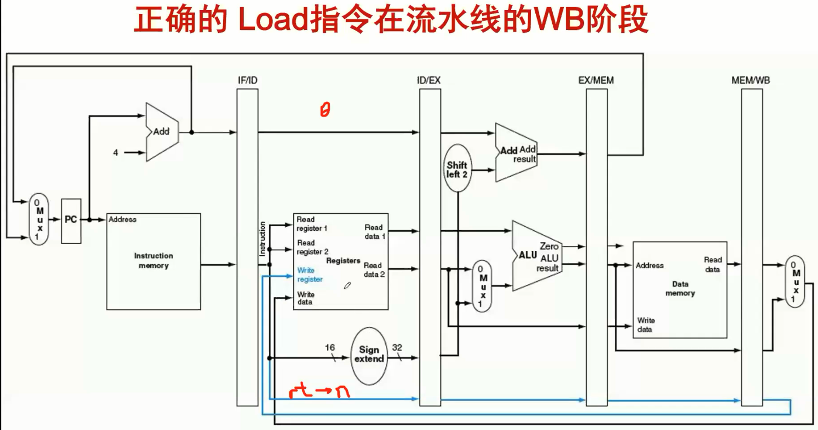 正确的 Load指令在流水线的WB阶段
IF/ID
ID/EX
EX/MEM
MEM/WB
θ
Add
4
Add Add
result
Shift
left 2
0
M
u
x
1
PC
Address
Instruction
memory
Instruction
Read
register 1
Read
register 2
Write
register
Write
data
Registers
Read
data 1
Read
data 2
0
M
u
x
1
ALU
Zero
ALU
result
Address
Read
data
Data
memory
Write
data
0
M
u
x
1
16
Sign
extend
32
rt→n